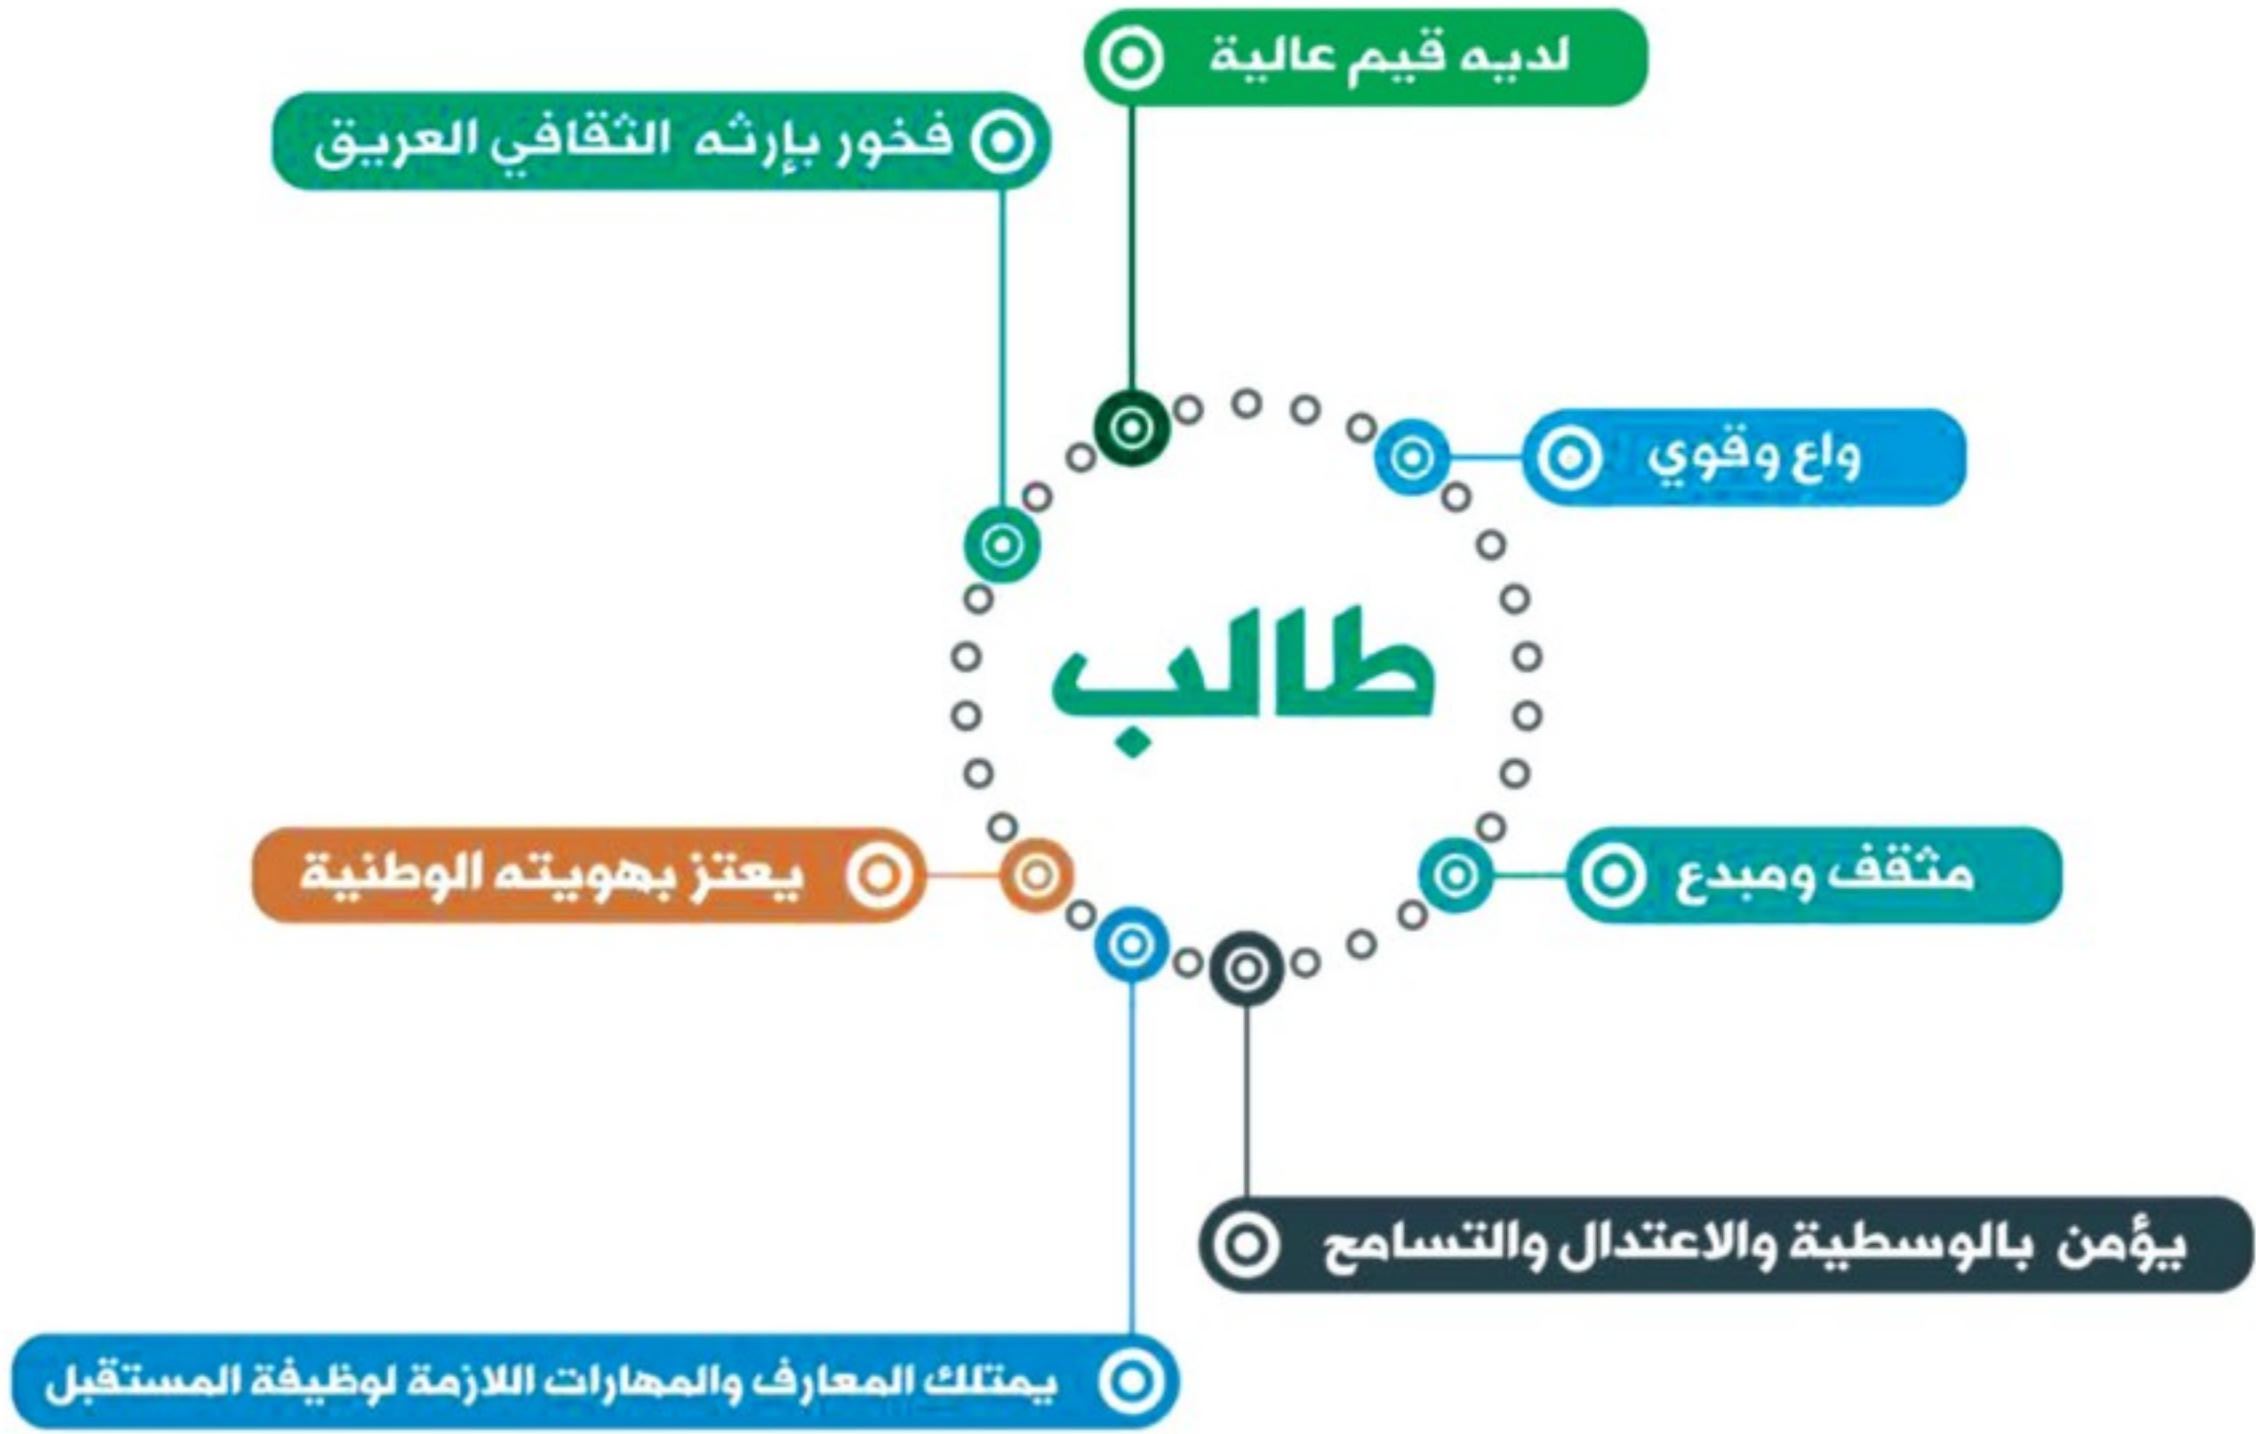 لديه قيم عالية
فخور بإرثه الثقافي العريق
واع وقوي
طالب
مثقف ومبدع
يعتز بهويته الوطنية
يؤمن بالوسطية والاعتدال والتسامح
يمتلك المعارف والمهارات اللازمة لوظيفة المستقبل